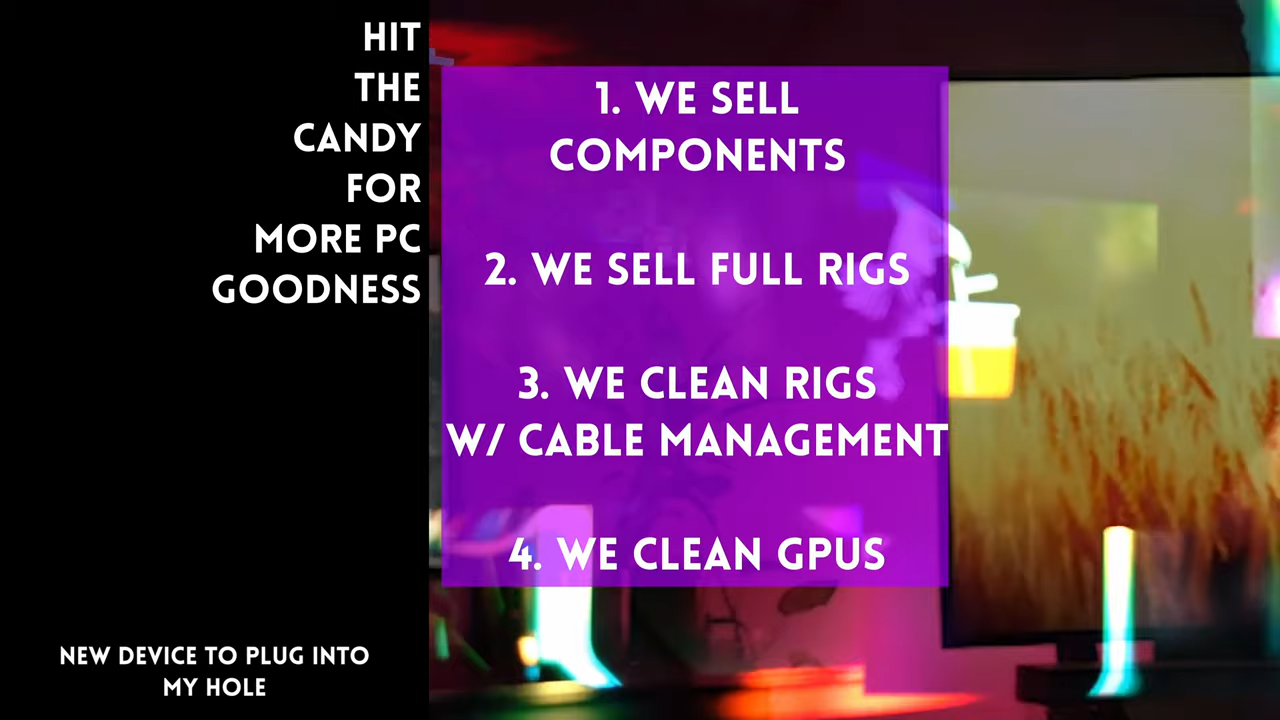 HIT
THE
CANDY
FOR
MORE PC
GOODNESS
1. WE SELL
COMPONENTS
2. WE SELL FULL RIGS
3. WE CLEAN RIGS
W/ CABLE MANAGEMENT
4. WE CLEAN GPUS
NEW DEVICE TO PLUG INTO
MY HOLE